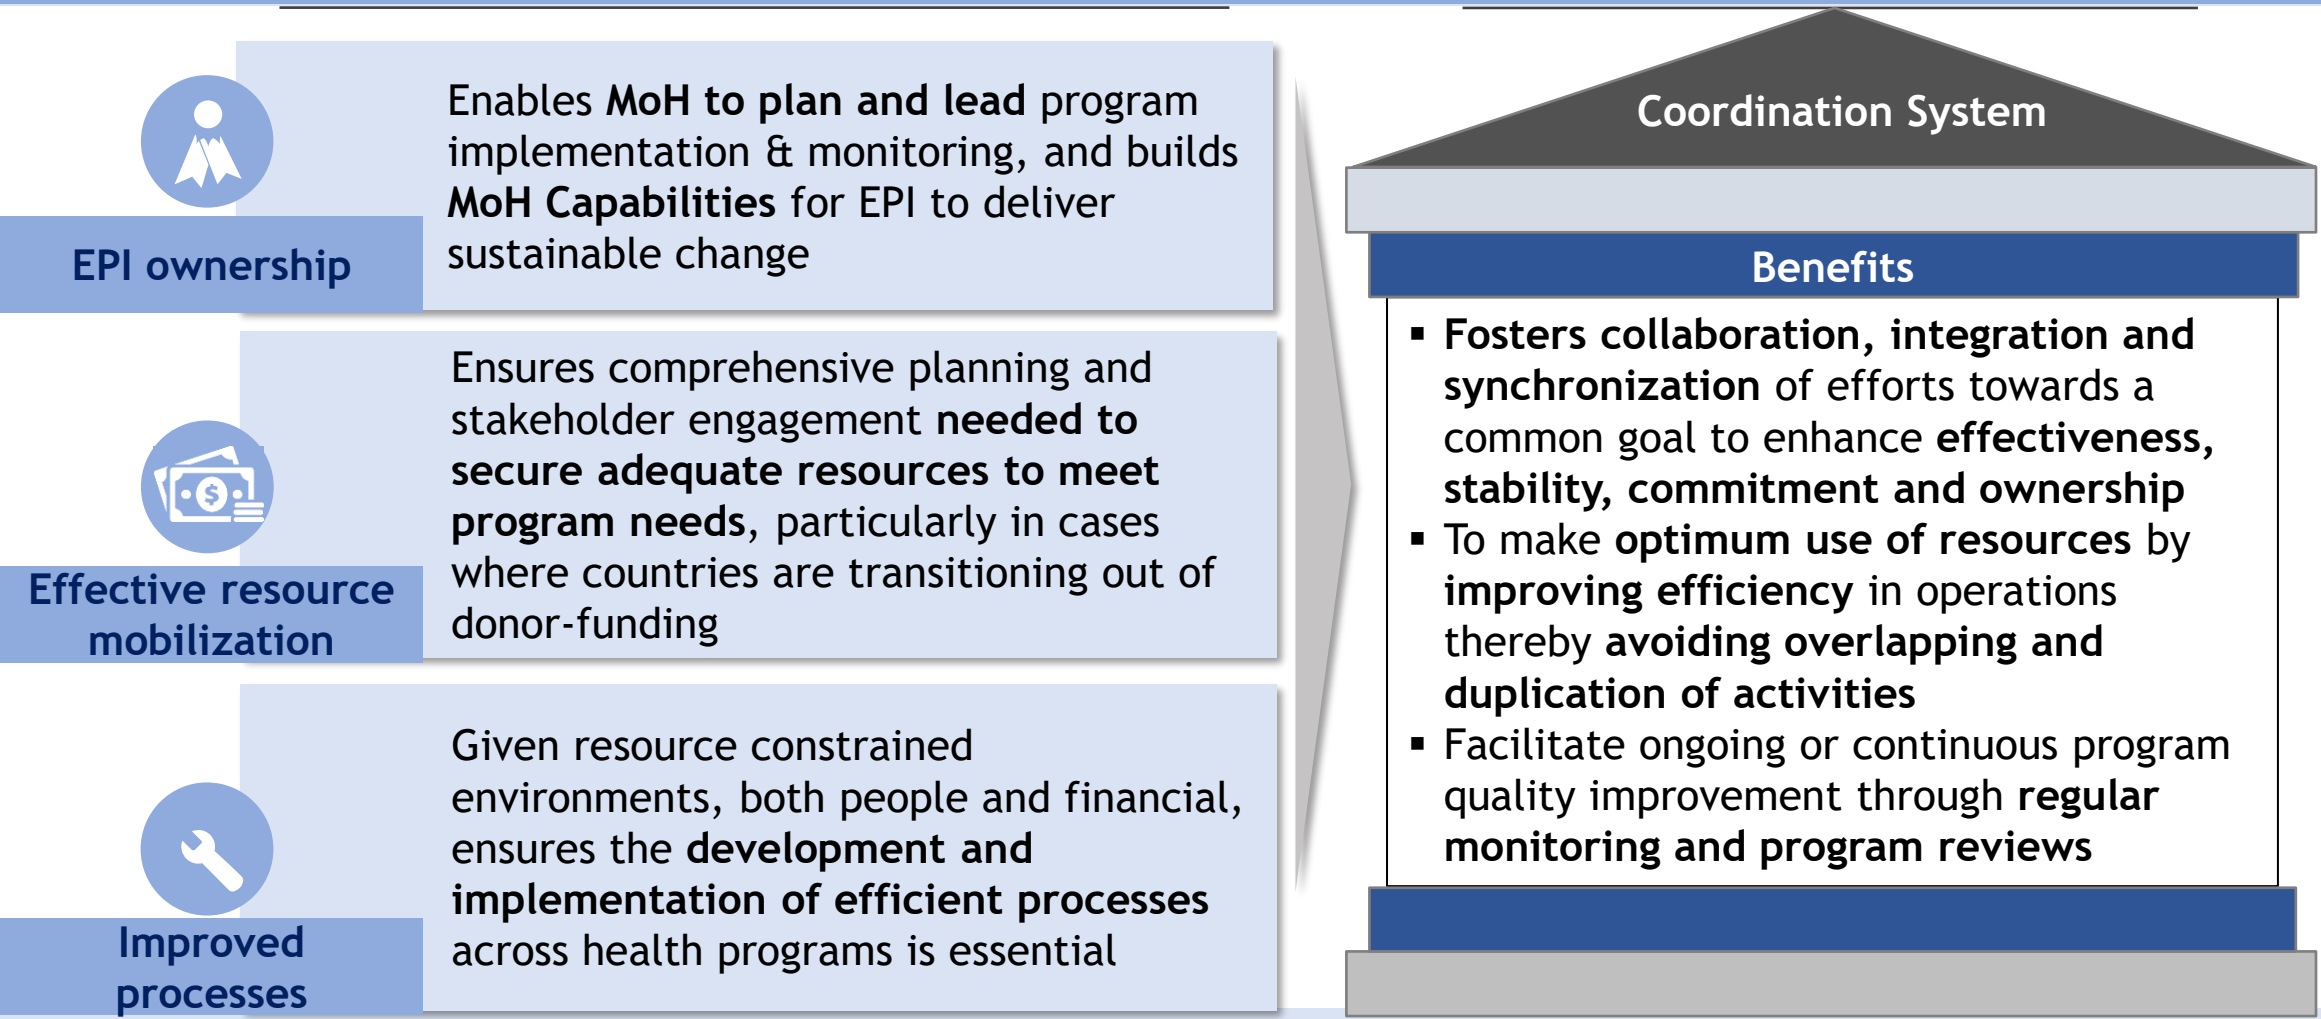 Enables MoH to plan and lead program
implementation & monitoring, and builds
MoH Capabilities for EPI to deliver
sustainable change
EPI ownership
Ensures comprehensive planning and
stakeholder engagement needed to
secure adequate resources to meet
program needs, particularly in cases
where countries are transitioning out of
donor-funding
Effective resource
mobilization
Given resource constrained
environments, both people and financial,
ensures the development and
implementation of efficient processes
across health programs is essential
Improved
processes
Coordination System
Benefits
▪ Fosters collaboration, integration and
synchronization of efforts towards a
common goal to enhance effectiveness,
stability, commitment and ownership
▪ To make optimum use of resources by
improving efficiency in operations
thereby avoiding overlapping and
duplication of activities
▪ Facilitate ongoing or continuous program
quality improvement through regular
monitoring and program reviews